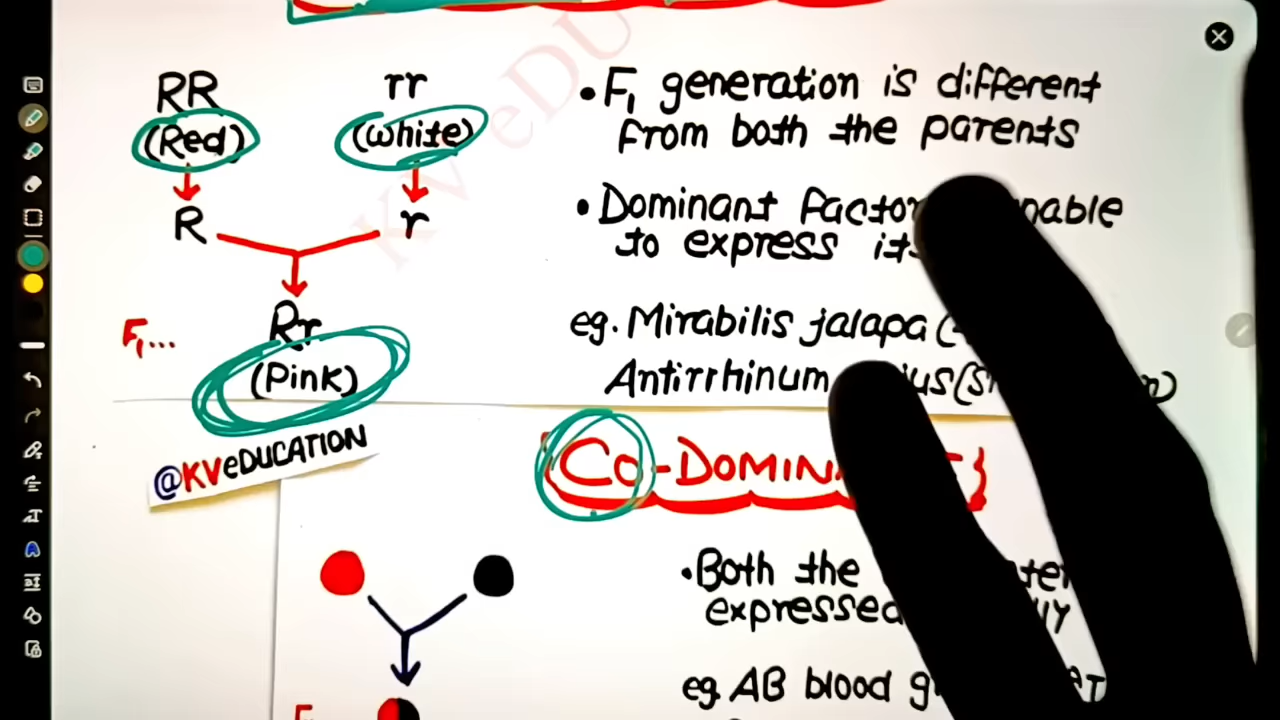 RR rr
(Red) (white)
R r
F₁... Rr
(Pink)
@KVeDUCATION
KVeDU
• F₁ generation is different
from both the parents
• Dominant Factor
to express
eg. Mirabilis jalapa (
Antirrhinum
Co-DOMIN
• Both the
expressed
eg. AB blood
F